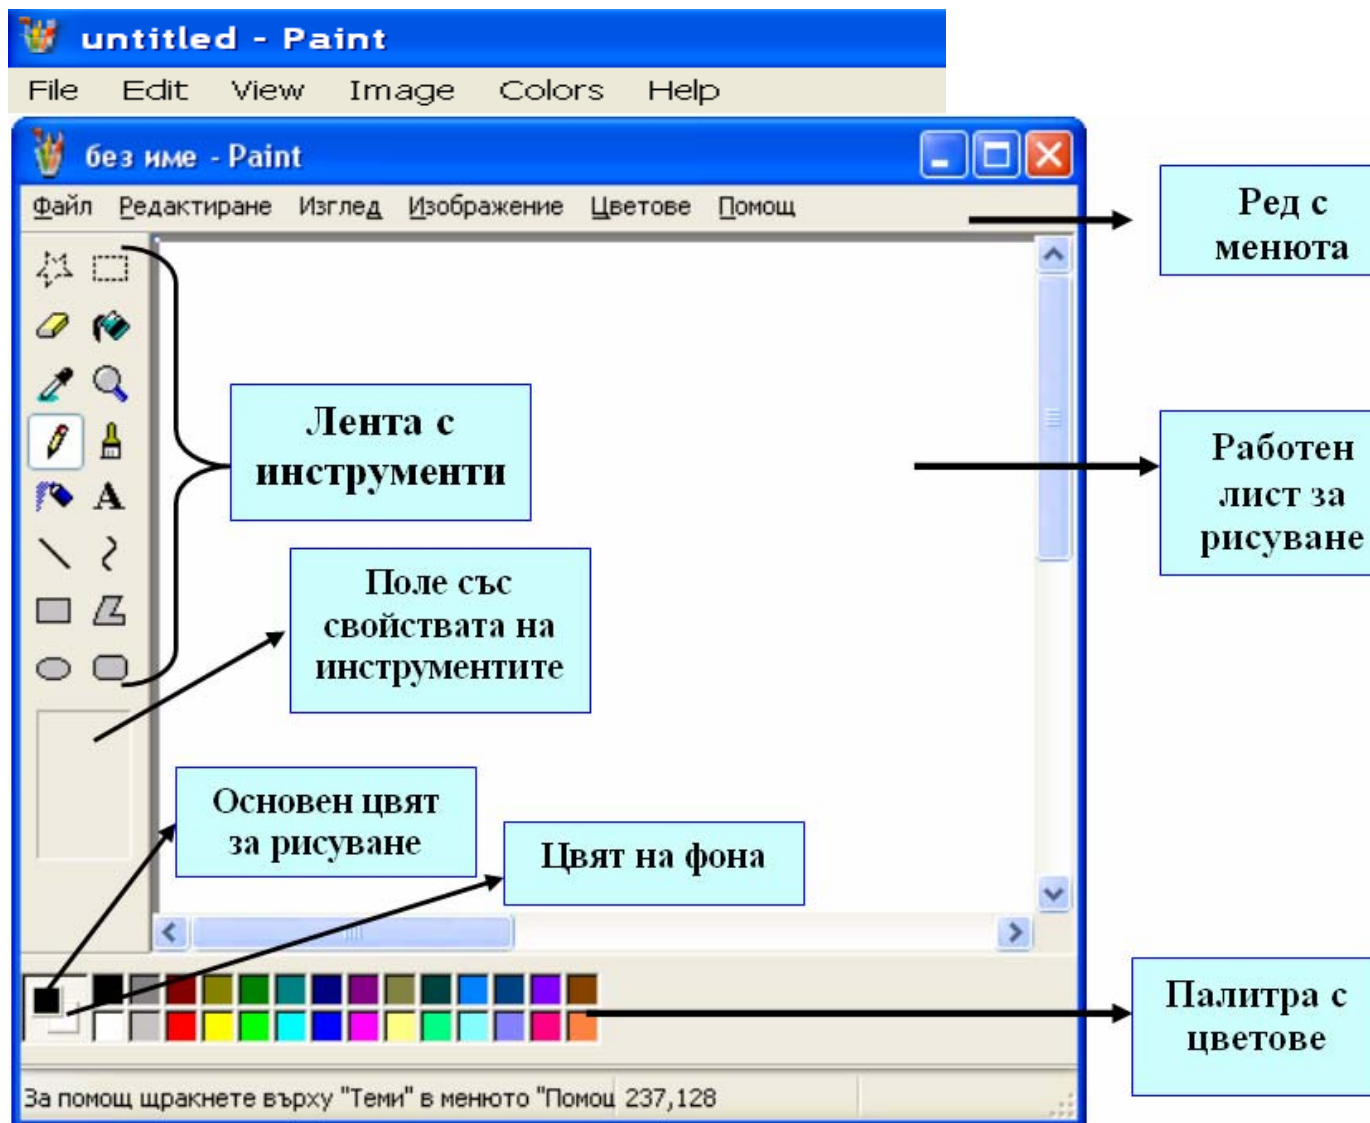 untitled - Paint
File Edit View Image Colors Help
без име - Paint
Файл Редактиране Изглед Изображение Цветове Помощ
Ред с
менюта
Лента с
инструменти
Работен
лист за
рисуване
A
Поле със
свойствата на
инструментите
Основен цвят
за рисуване
Цвят на фона
Палитра с
цветове
За помощ щракнете върху "Теми" в менюто "Помощ 237,128